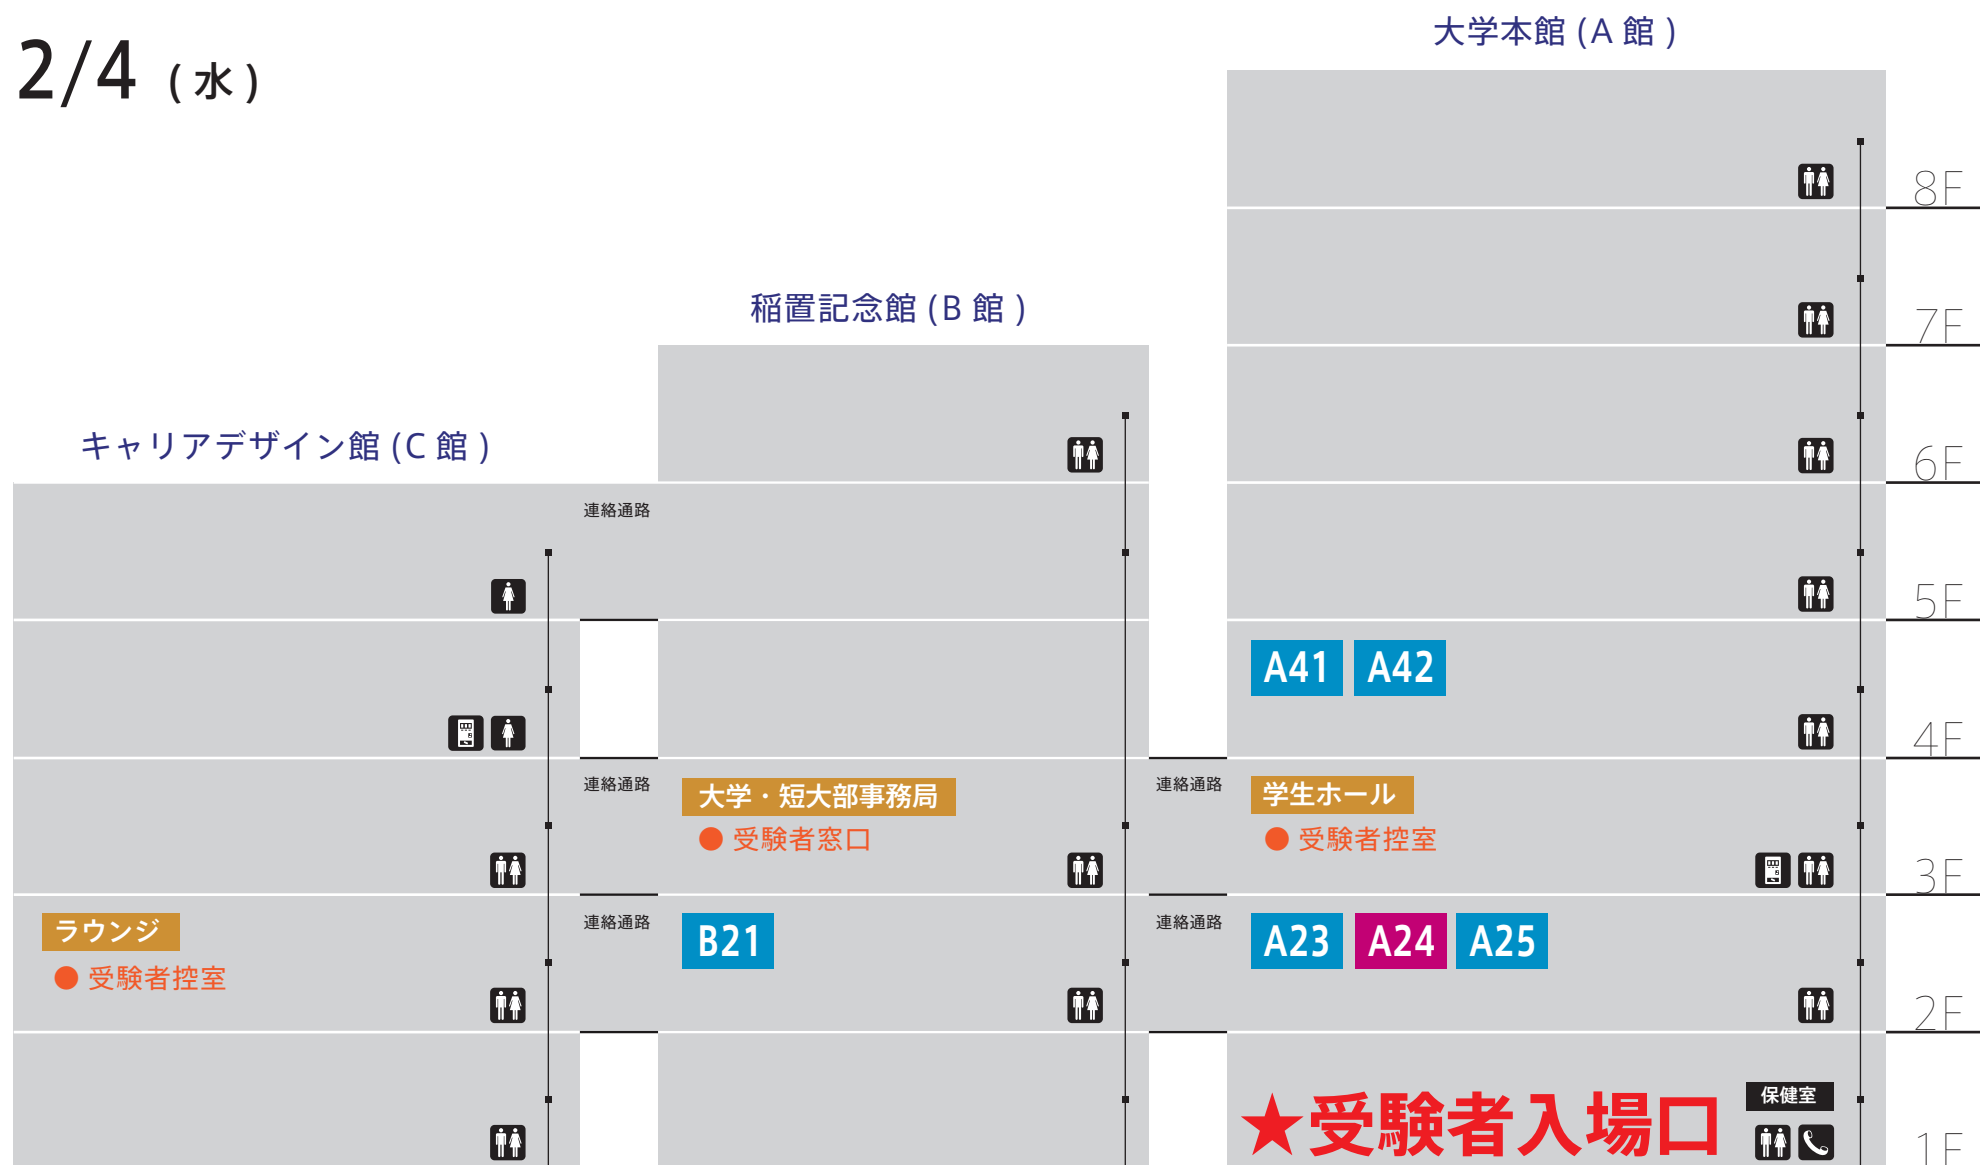 2/4 (水)
大学本館 (A 館 )
8F
7F
稲置記念館 (B 館 )
6F
キャリアデザイン館 (C 館 )
連絡通路
5F
A41 A42
4F
連絡通路
大学・短大部事務局
● 受験者窓口
連絡通路
学生ホール
● 受験者控室
3F
ラウンジ
● 受験者控室
連絡通路
B21
連絡通路
A23 A24 A25
2F
★受験者入場口
保健室
1F